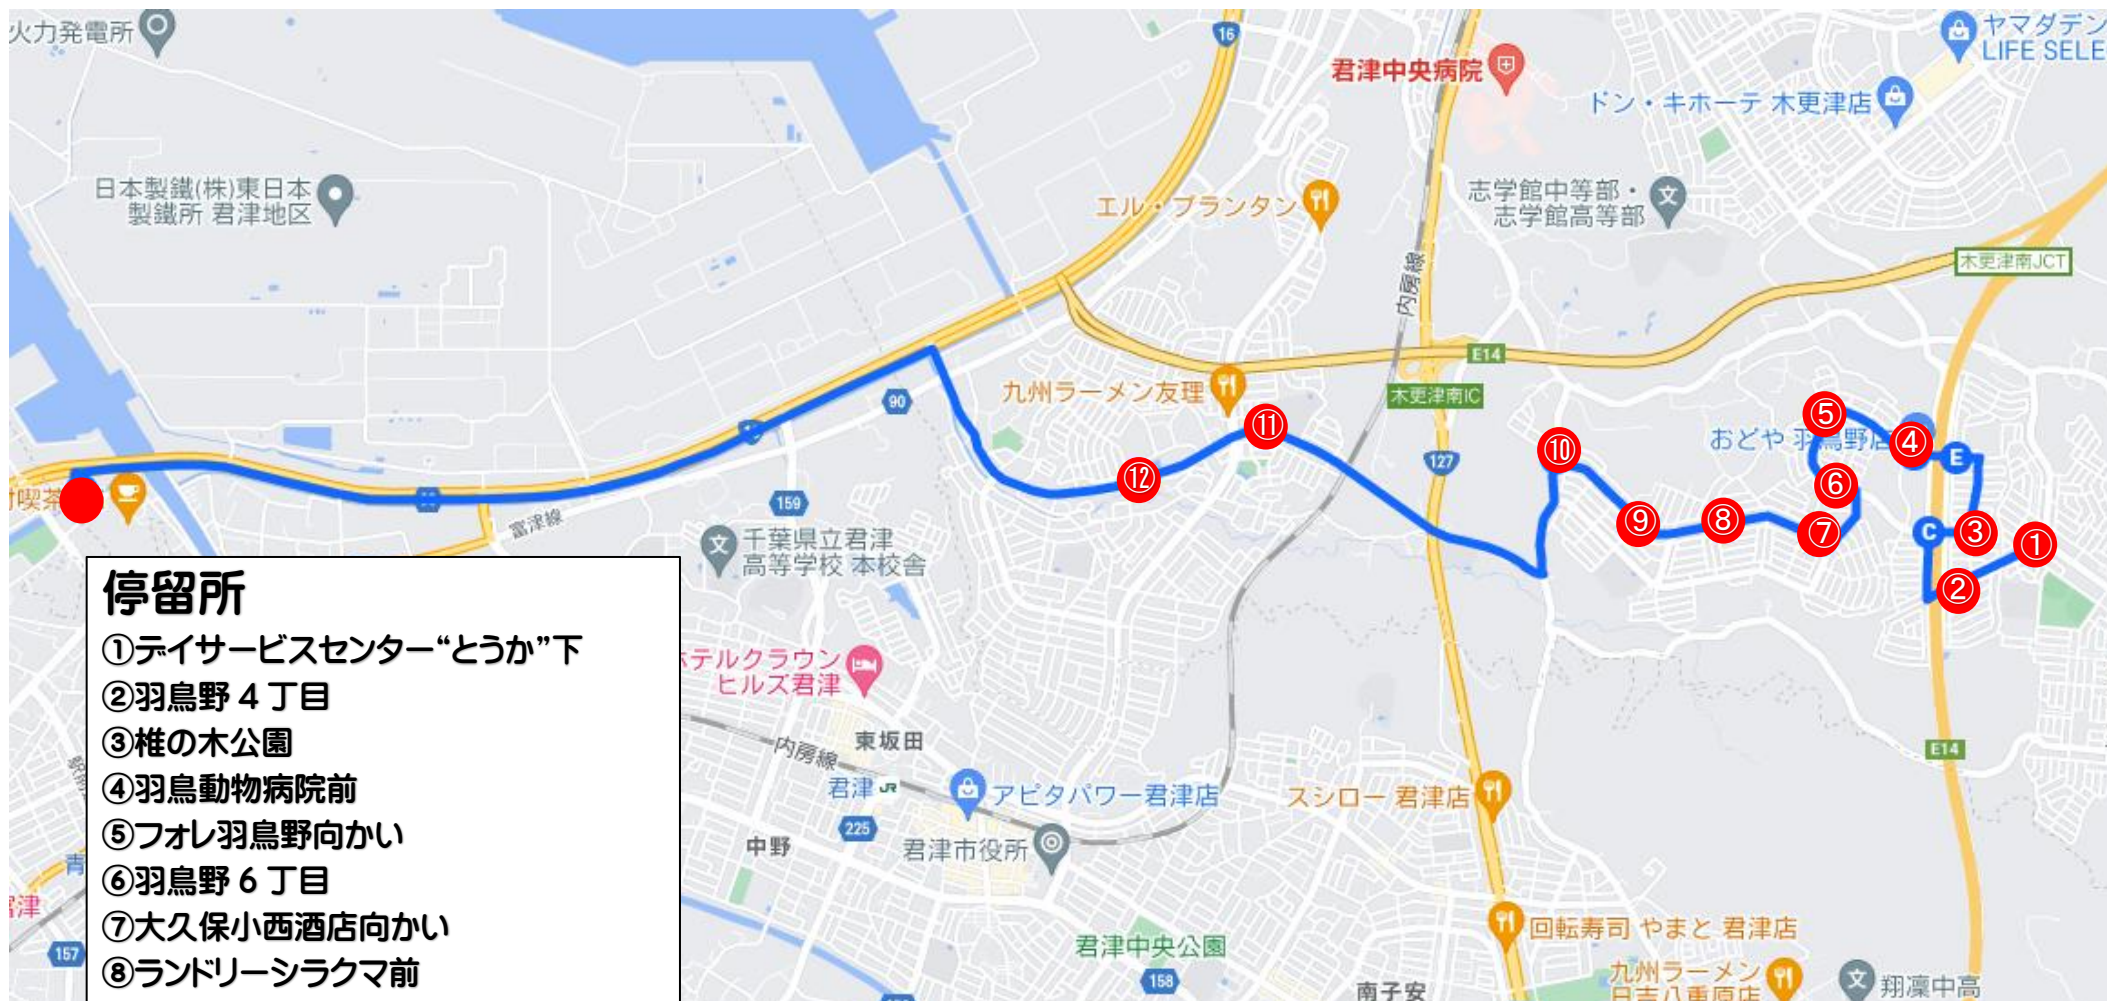 火力発電所
16
君津中央病院
ヤマダデン
LIFE SELE
ドン・キホーテ 木更津店
日本製鐵(株)東日本
製鐵所 君津地区
エル・プランタン
志学館中等部・
志学館高等部
木更津南JCT
内房線
E14
木更津南IC
九州ラーメン友理
90
127
おどや 羽鳥野店
⑤
④
E
⑪
⑩
⑫
⑥
⑨
⑧
⑦
C
③
①
②
喫茶
159
富津線
千葉県立君津
高等学校 本校舎
停留所
①デイサービスセンター“とうか”下
②羽鳥野 4 丁目
③椎の木公園
④羽鳥動物病院前
⑤フォレ羽鳥野向かい
⑥羽鳥野 6 丁目
⑦大久保小西酒店向かい
⑧ランドリーシラクマ前
ホテルクラウン
ヒルズ君津
東坂田
内房線
君津 JR
アピタパワー君津店
スシロー 君津店
E14
225
中野
君津市役所
青
津
157
君津中央公園
158
南子安
回転寿司 やまと 君津店
九州ラーメン
日吉八重原店
翔凜中高